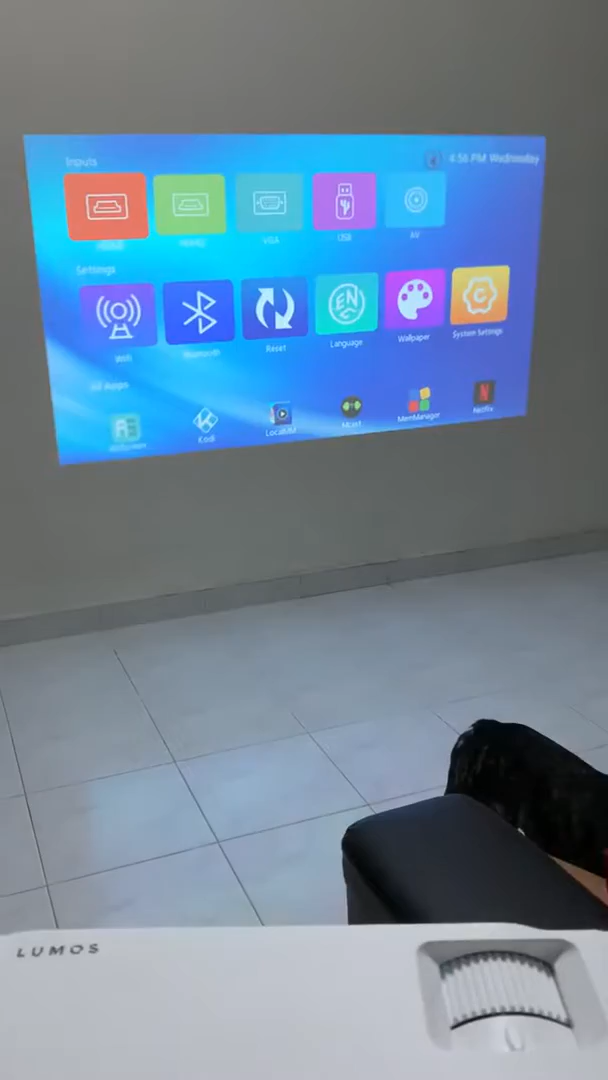 Inputs
4:56 PM Wednesday
VGA
USB
AV
Settings
EN
C
Wifi
Bluetooth
Reset
Language
Wallpaper
System Settings
All Apps
Kodi
LocalMM
Mcast
MemManager
Netflix
LUMOS